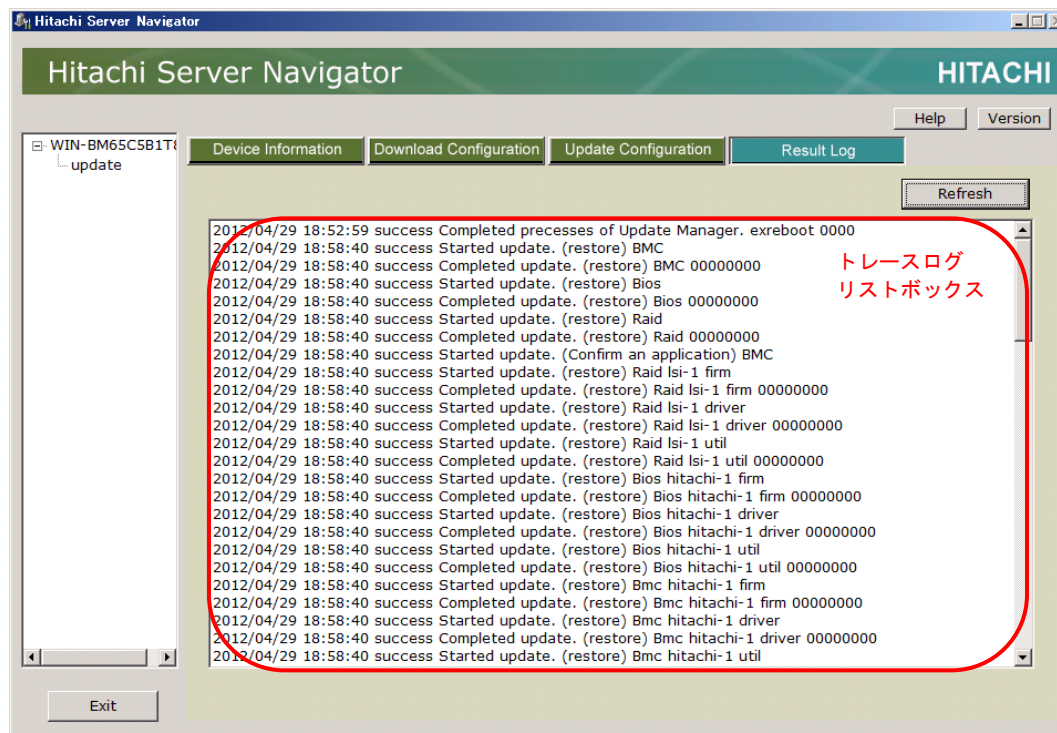 Hitachi Server Navigator
Hitachi Server Navigator
HITACHI
Help
Version
WIN-BM65C5B1T8
update
Device Information
Download Configuration
Update Configuration
Result Log
Refresh
2012/04/29 18:52:59 success Completed precesses of Update Manager. exreboot 0000
2012/04/29 18:58:40 success Started update. (restore) BMC
2012/04/29 18:58:40 success Completed update. (restore) BMC 00000000
2012/04/29 18:58:40 success Started update. (restore) Bios
2012/04/29 18:58:40 success Completed update. (restore) Bios 00000000
2012/04/29 18:58:40 success Started update. (restore) Raid
2012/04/29 18:58:40 success Completed update. (restore) Raid 00000000
2012/04/29 18:58:40 success Started update. (Confirm an application) BMC
2012/04/29 18:58:40 success Started update. (restore) Raid lsi-1 firm
2012/04/29 18:58:40 success Completed update. (restore) Raid lsi-1 firm 00000000
2012/04/29 18:58:40 success Started update. (restore) Raid lsi-1 driver
2012/04/29 18:58:40 success Completed update. (restore) Raid lsi-1 driver 00000000
2012/04/29 18:58:40 success Started update. (restore) Raid lsi-1 util
2012/04/29 18:58:40 success Completed update. (restore) Raid lsi-1 util 00000000
2012/04/29 18:58:40 success Started update. (restore) Bios hitachi-1 firm
2012/04/29 18:58:40 success Completed update. (restore) Bios hitachi-1 firm 00000000
2012/04/29 18:58:40 success Started update. (restore) Bios hitachi-1 driver
2012/04/29 18:58:40 success Completed update. (restore) Bios hitachi-1 driver 00000000
2012/04/29 18:58:40 success Started update. (restore) Bios hitachi-1 util
2012/04/29 18:58:40 success Completed update. (restore) Bios hitachi-1 util 00000000
2012/04/29 18:58:40 success Started update. (restore) Bmc hitachi-1 firm
2012/04/29 18:58:40 success Completed update. (restore) Bmc hitachi-1 firm 00000000
2012/04/29 18:58:40 success Started update. (restore) Bmc hitachi-1 driver
2012/04/29 18:58:40 success Completed update. (restore) Bmc hitachi-1 driver 00000000
2012/04/29 18:58:40 success Started update. (restore) Bmc hitachi-1 util
トレースログ
リストボックス
Exit